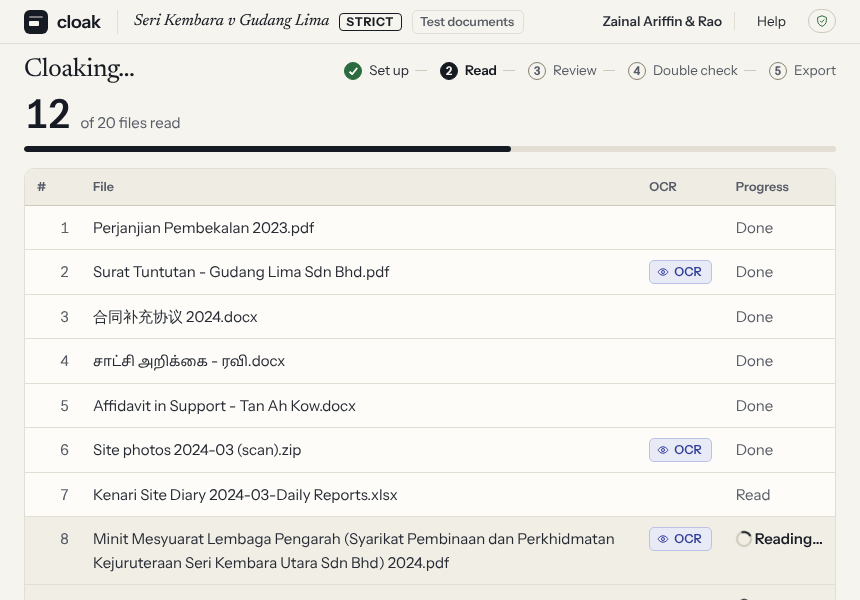 cloak
Seri Kembara v Gudang Lima
STRICT
Test documents
Zainal Ariffin & Rao
Help
Cloaking...
Set up
2 Read
3 Review
4 Double check
5 Export
12 of 20 files read
# File OCR Progress
1 Perjanjian Pembekalan 2023.pdf Done
2 Surat Tuntutan - Gudang Lima Sdn Bhd.pdf OCR Done
3 合同补充协议 2024.docx Done
4 சாட்சி அறிக்கை - ரவி.docx Done
5 Affidavit in Support - Tan Ah Kow.docx Done
6 Site photos 2024-03 (scan).zip OCR Done
7 Kenari Site Diary 2024-03-Daily Reports.xlsx Read
8 Minit Mesyuarat Lembaga Pengarah (Syarikat Pembinaan dan Perkhidmatan OCR Reading...
Kejuruteraan Seri Kembara Utara Sdn Bhd) 2024.pdf